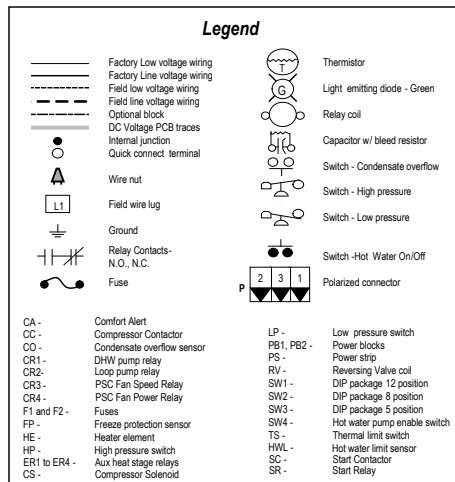 Legend
Factory Low voltage wiring
Factory Line voltage wiring
Field low voltage wiring
Field line voltage wiring
Optional block
DC Voltage PCB traces
Internal junction
Quick connect terminal
Wire nut
L1 Field wire lug
Ground
Relay Contacts-
N.O., N.C.
Fuse
T Thermistor
G Light emitting diode - Green
Relay coil
Capacitor w/ bleed resistor
Switch - Condensate overflow
Switch - High pressure
Switch - Low pressure
Switch -Hot Water On/Off
P 2 3 1 Polarized connector
CA - Comfort Alert
CC - Compressor Contactor
CO - Condensate overflow sensor
CR1 - DHW pump relay
CR2- Loop pump relay
CR3 - PSC Fan Speed Relay
CR4 - PSC Fan Power Relay
F1 and F2 - Fuses
FP - Freeze protection sensor
HE - Heater element
HP - High pressure switch
ER1 to ER4 - Aux heat stage relays
CS - Compressor Solenoid
LP - Low pressure switch
PB1, PB2 - Power blocks
PS - Power strip
RV - Reversing Valve coil
SW1 - DIP package 12 position
SW2 - DIP package 8 position
SW3 - DIP package 5 position
SW4 - Hot water pump enable switch
TS - Thermal limit switch
HWL - Hot water limit sensor
SC - Start Contactor
SR - Start Relay